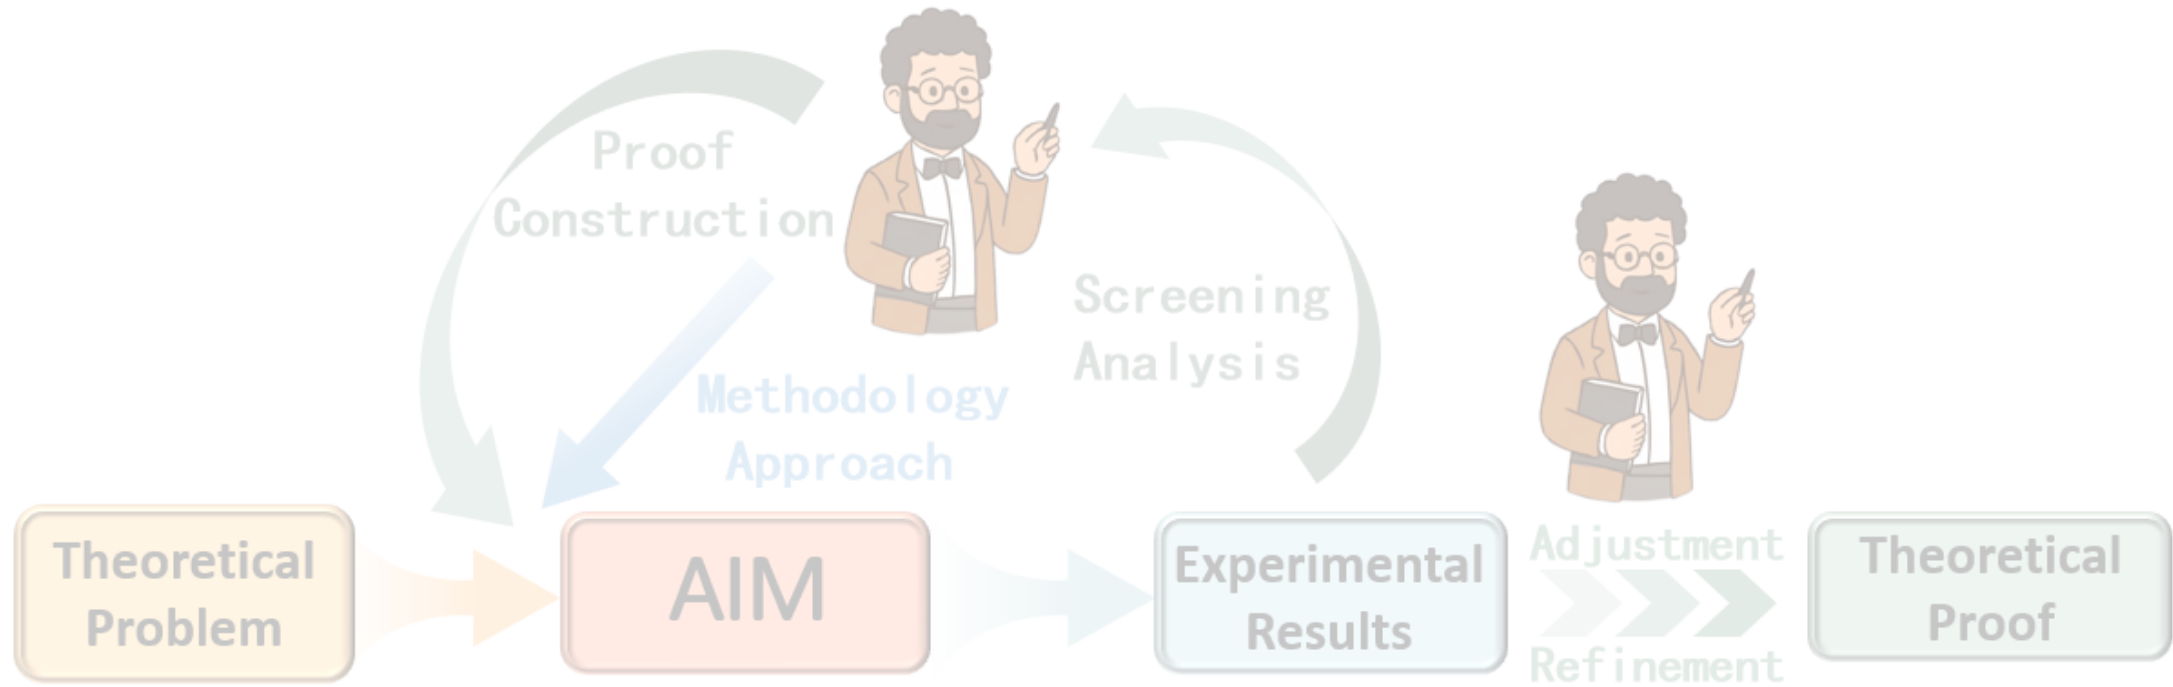 Proof
Construction
Screening
Analysis
Methodology
Approach
Theoretical
Problem
AIM
Experimental
Results
Adjustment
Refinement
Theoretical
Proof